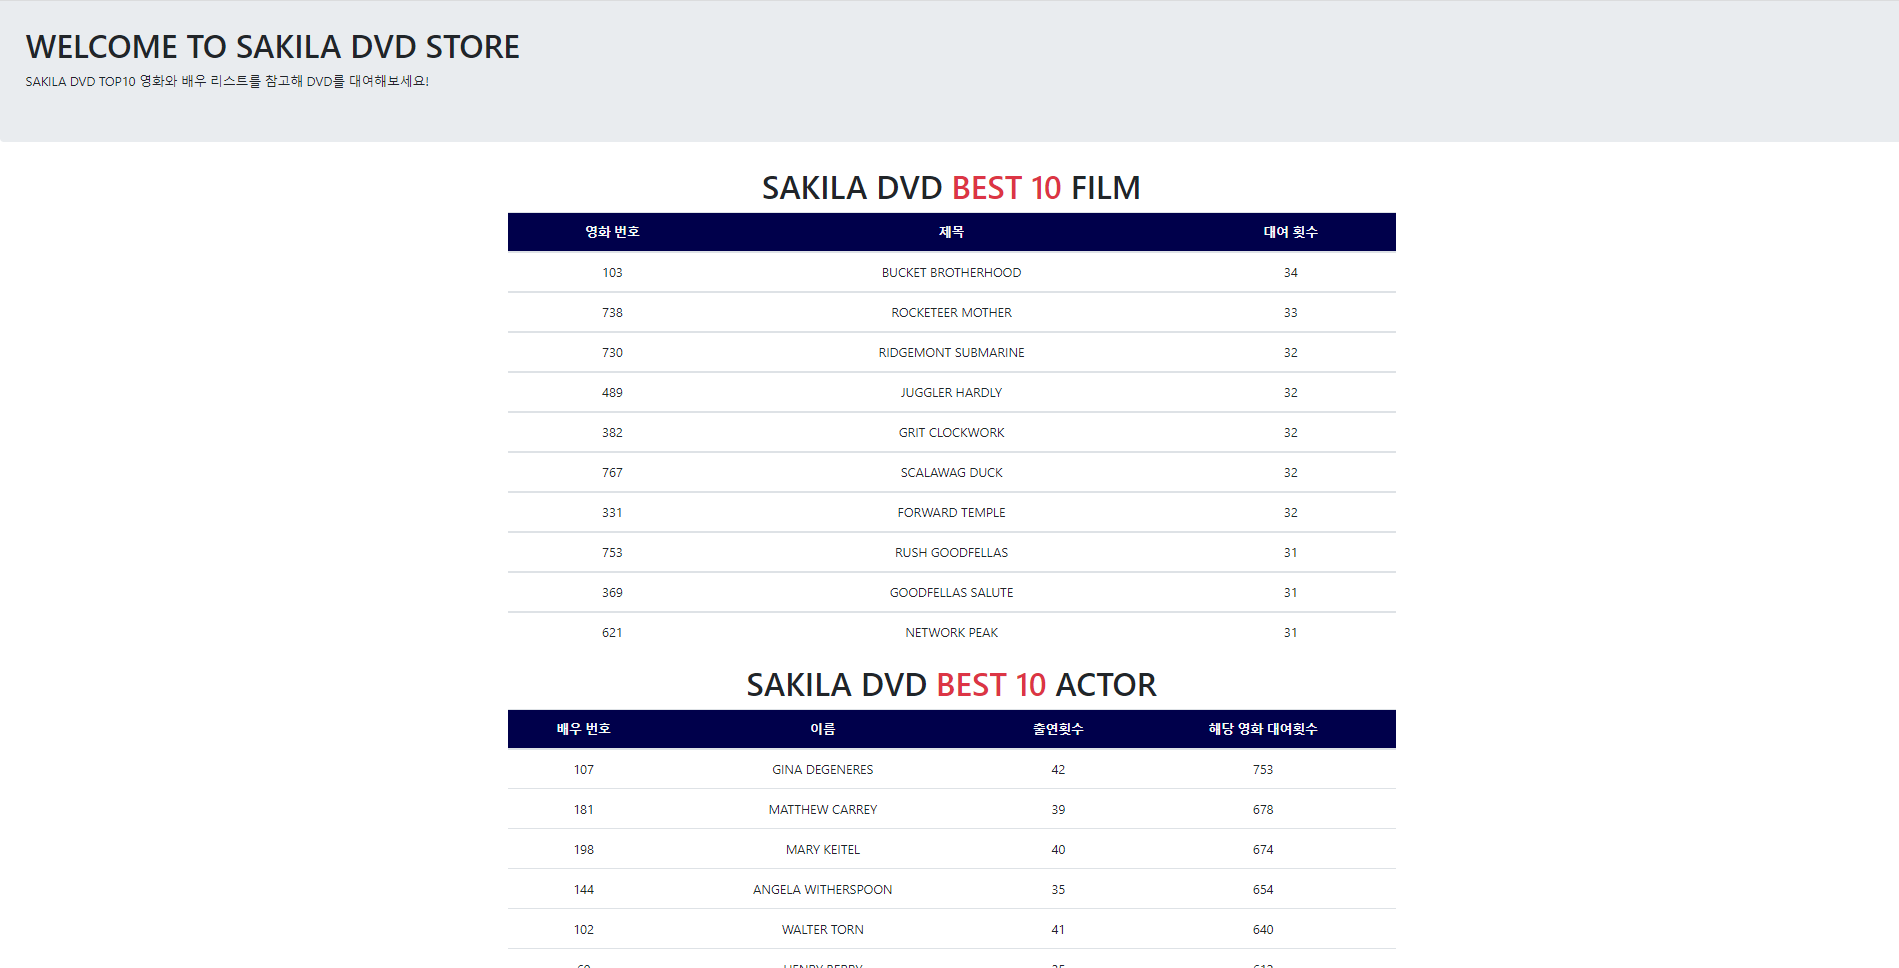 WELCOME TO SAKILA DVD STORE
SAKILA DVD TOP10 영화와 배우 리스트를 참고해 DVD를 대여해보세요!
SAKILA DVD BEST 10 FILM
영화 번호 제목 대여 횟수
103 BUCKET BROTHERHOOD 34
738 ROCKETEER MOTHER 33
730 RIDGEMONT SUBMARINE 32
489 JUGGLER HARDLY 32
382 GRIT CLOCKWORK 32
767 SCALAWAG DUCK 32
331 FORWARD TEMPLE 32
753 RUSH GOODFELLAS 31
369 GOODFELLAS SALUTE 31
621 NETWORK PEAK 31
SAKILA DVD BEST 10 ACTOR
배우 번호 이름 출연횟수 해당 영화 대여횟수
107 GINA DEGENERES 42 753
181 MATTHEW CARREY 39 678
198 MARY KEITEL 40 674
144 ANGELA WITHERSPOON 35 654
102 WALTER TORN 41 640